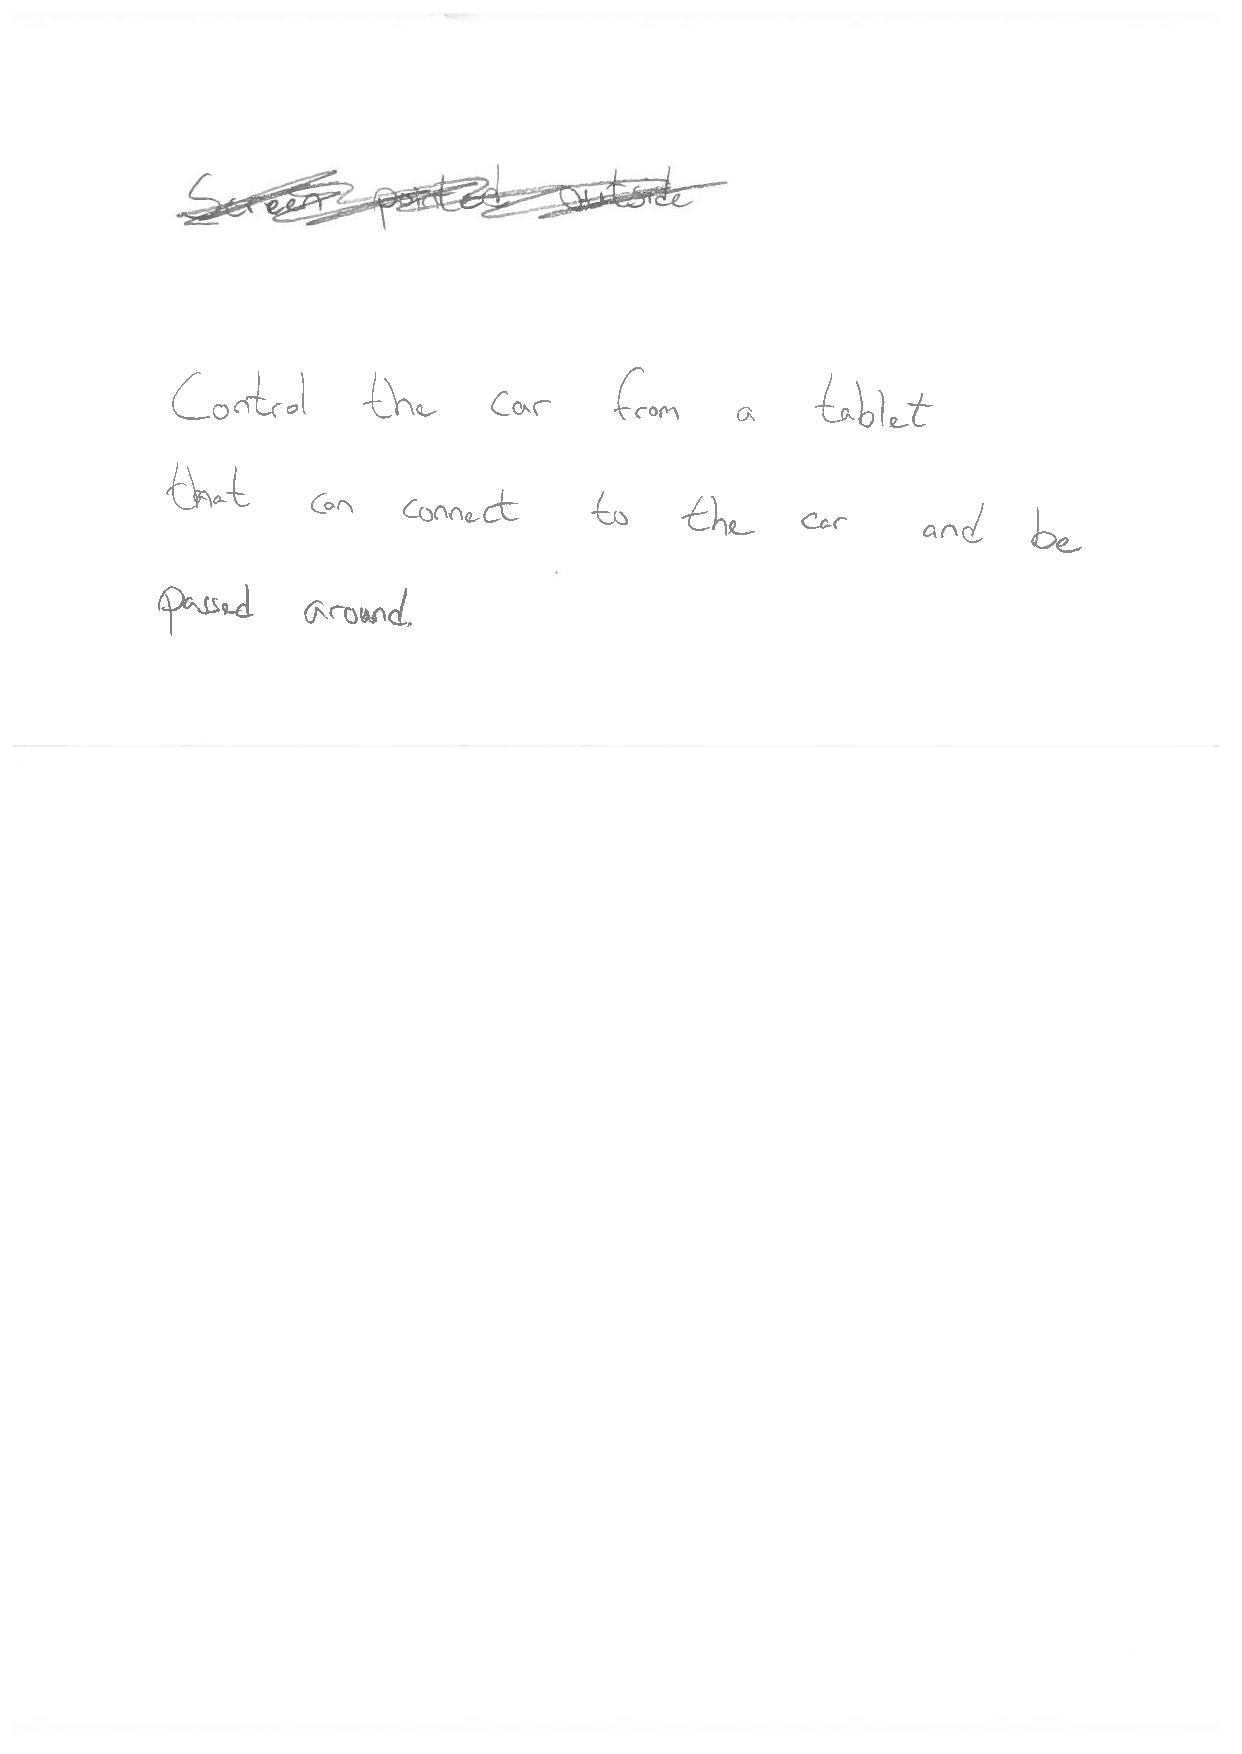 Screen pointed outside
Control the car from a tablet
that can connect to the car and be
passed around.